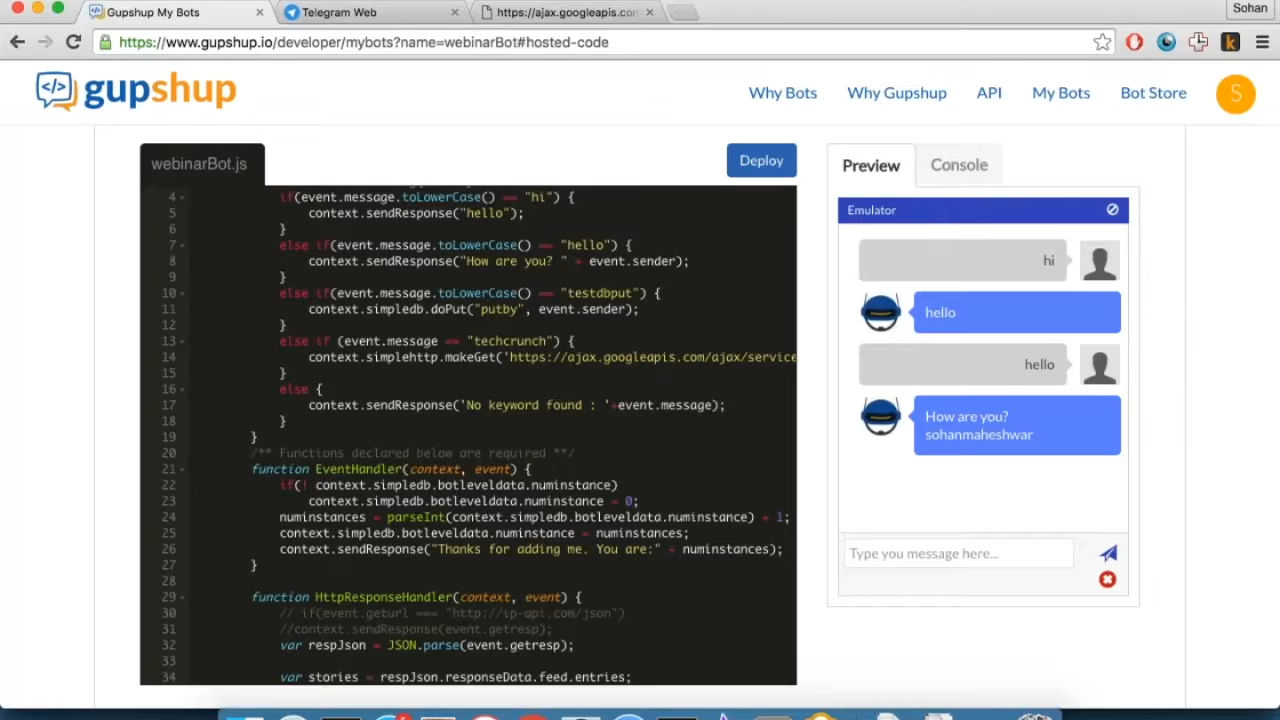 Gupshup My Bots
Telegram Web
https://ajax.googleapis.com
Sohan
https://www.gupshup.io/developer/mybots?name=webinarBot#hosted-code
gupshup
Why Bots
Why Gupshup
API
My Bots
Bot Store
S
webinarBot.js
Deploy
4 if(event.message.toLowerCase() == "hi") {
5 context.sendResponse("hello");
6 }
7 else if(event.message.toLowerCase() == "hello") {
8 context.sendResponse("How are you? " + event.sender);
9 }
10 else if(event.message.toLowerCase() == "testdbput") {
11 context.simpledb.doPut("putby", event.sender);
12 }
13 else if (event.message == "techcrunch") {
14 context.simplehttp.makeGet('https://ajax.googleapis.com/ajax/service
15 }
16 else {
17 context.sendResponse('No keyword found : '+event.message);
18 }
19 }
20 /** Functions declared below are required **/
21 function EventHandler(context, event) {
22 if(! context.simpledb.botleveldata.numinstance)
23 context.simpledb.botleveldata.numinstance = 0;
24 numinstances = parseInt(context.simpledb.botleveldata.numinstance) + 1;
25 context.simpledb.botleveldata.numinstance = numinstances;
26 context.sendResponse("Thanks for adding me. You are:" + numinstances);
27 }
28
29 function HttpResponseHandler(context, event) {
30 // if(event.geturl === "http://ip-api.com/json")
31 //context.sendResponse(event.getresp);
32 var respJson = JSON.parse(event.getresp);
33
34 var stories = respJson.responseData.feed.entries;
Preview
Console
Emulator
hi
hello
hello
How are you?
sohanmaheshwar
Type you message here...